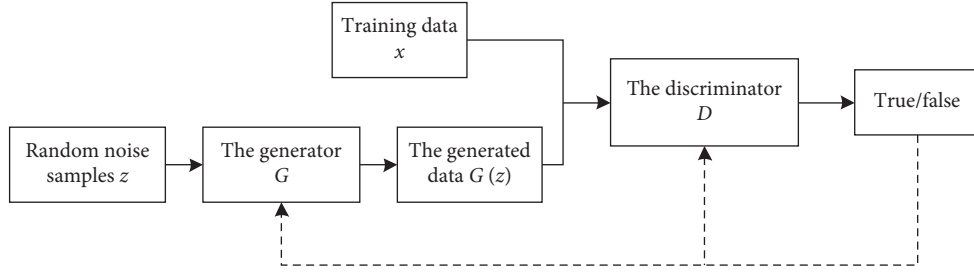 Training data
x
The discriminator
D
True/false
Random noise
samples z
The generator
G
The generated
data G (z)